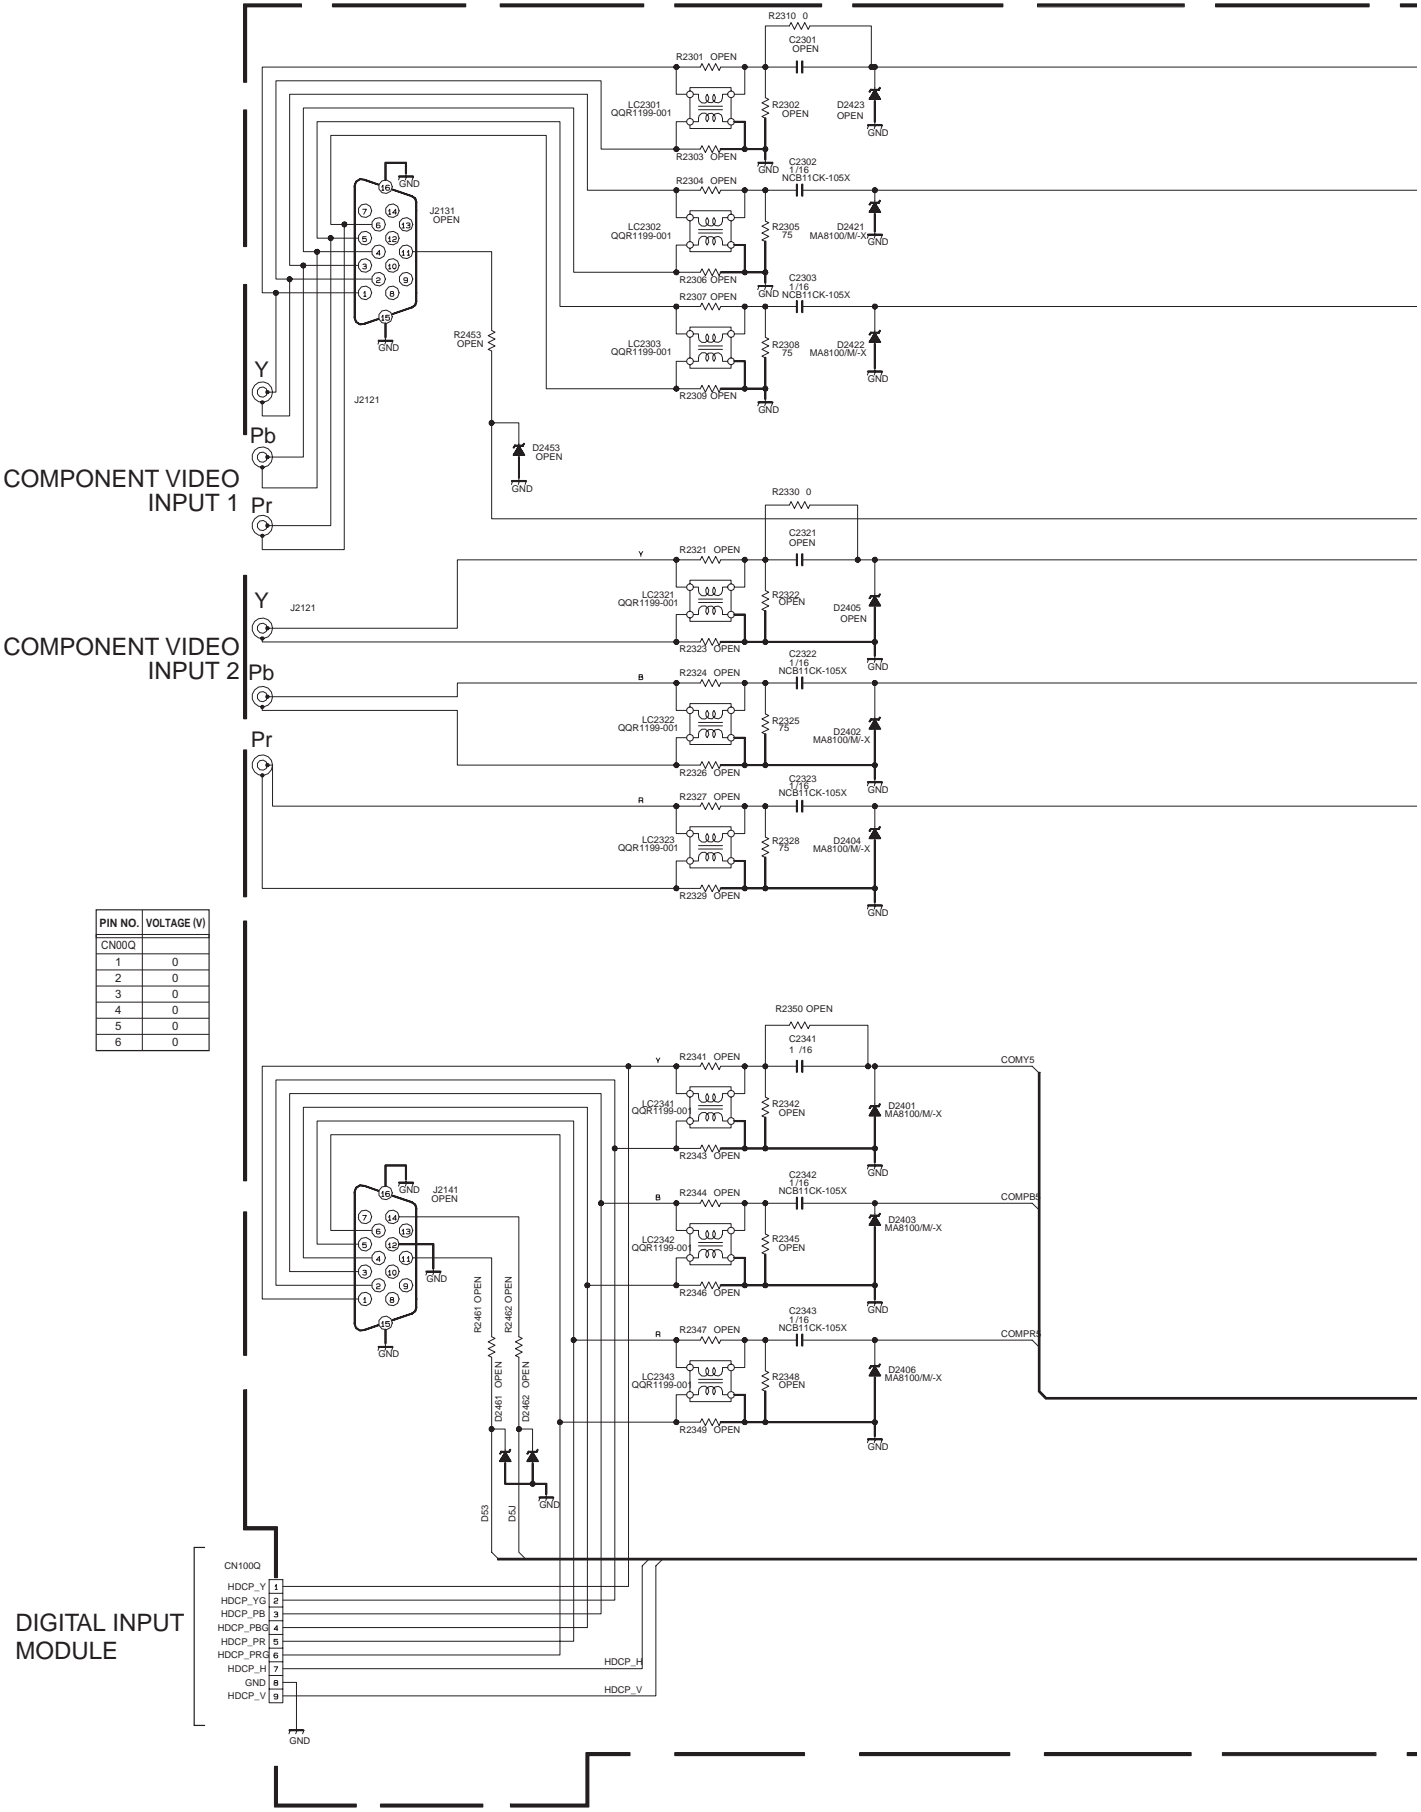 R2310 0
C2301
OPEN
R2301 OPEN
LC2301
QQR1199-001
R2302
OPEN
D2423
OPEN
GND
R2303 OPEN
GND
C2302
1/16
NCB11CK-105X
R2304 OPEN
LC2302
QQR1199-001
R2305
75
D2421
MA8100/M/-X
GND
R2306 OPEN
GND
C2303
1/16
NCB11CK-105X
R2307 OPEN
LC2303
QQR1199-001
R2308
75
D2422
MA8100/M/-X
GND
R2309 OPEN
GND
16
GND
J2131
OPEN
7
14
6
13
5
12
4
11
3
10
2
9
1
8
15
GND
R2453
OPEN
J2121
D2453
OPEN
GND
Y
Pb
COMPONENT VIDEO
INPUT 1
Pr
R2330 0
C2321
OPEN
Y
R2321 OPEN
LC2321
QQR1199-001
R2322
OPEN
D2405
OPEN
R2323 OPEN
GND
Y
J2121
COMPONENT VIDEO
INPUT 2
Pb
Pr
C2322
1/16
NCB11CK-105X
B
R2324 OPEN
LC2322
QQR1199-001
R2325
75
D2402
MA8100/M/-X
R2326 OPEN
GND
C2323
1/16
NCB11CK-105X
R
R2327 OPEN
LC2323
QQR1199-001
R2328
75
D2404
MA8100/M/-X
R2329 OPEN
GND
PIN NO. VOLTAGE (V)
CN00Q
1 0
2 0
3 0
4 0
5 0
6 0
R2350 OPEN
C2341
1 /16
Y
R2341 OPEN
COMY5
LC2341
QQR1199-001
R2342
OPEN
D2401
MA8100/M/-X
R2343 OPEN
GND
C2342
1/16
NCB11CK-105X
B
R2344 OPEN
COMPB5
LC2342
QQR1199-001
R2345
OPEN
D2403
MA8100/M/-X
R2346 OPEN
GND
C2343
1/16
NCB11CK-105X
R
R2347 OPEN
COMPR5
LC2343
QQR1199-001
R2348
OPEN
D2406
MA8100/M/-X
R2349 OPEN
GND
16
GND
J2141
OPEN
7
14
6
13
5
12
4
11
3
10
2
9
1
8
15
GND
GND
R2461 OPEN
R2462 OPEN
D2461 OPEN
D2462 OPEN
GND
D53
D5J
DIGITAL INPUT
MODULE
CN100Q
HDCP_Y 1
HDCP_YG 2
HDCP_PB 3
HDCP_PBG 4
HDCP_PR 5
HDCP_PRG 6
HDCP_H 7
GND 8
HDCP_V 9
HDCP_H
HDCP_V
GND